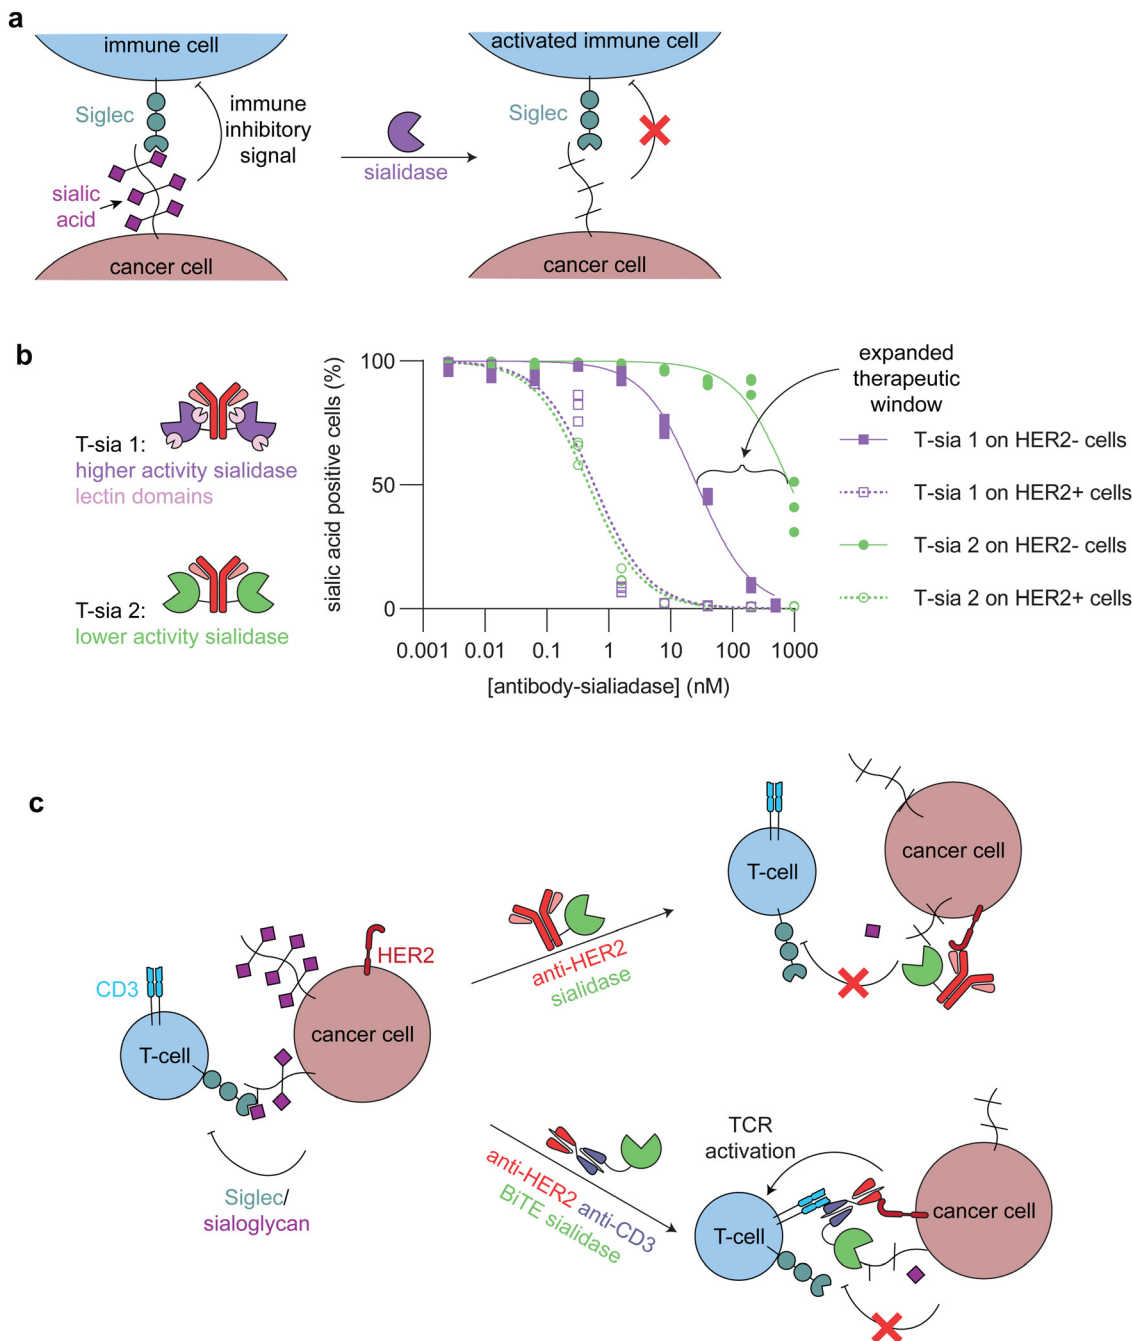 a
immune cell
Siglec
immune
inhibitory
signal
sialic
acid
cancer cell
sialidase
activated immune cell
Siglec
cancer cell
b
T-sia 1:
higher activity sialidase
lectin domains
T-sia 2:
lower activity sialidase
sialic acid positive cells (%)
100
50
0
0.001 0.01 0.1 1 10 100 1000
[antibody-sialiadase] (nM)
expanded
therapeutic
window
T-sia 1 on HER2- cells
T-sia 1 on HER2+ cells
T-sia 2 on HER2- cells
T-sia 2 on HER2+ cells
c
CD3
T-cell
HER2
cancer cell
Siglec/
sialoglycan
anti-HER2
sialidase
T-cell
cancer cell
anti-HER2 anti-CD3
BiTE sialidase
TCR
activation
T-cell
cancer cell